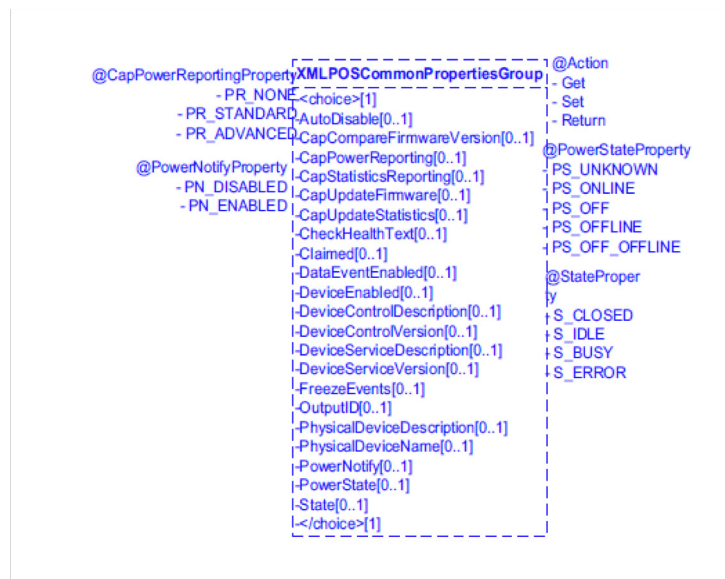 @CapPowerReportingProperty
- PR_NONE
- PR_STANDARD
- PR_ADVANCED
@PowerNotifyProperty
- PN_DISABLED
- PN_ENABLED
XMLPOSCommonPropertiesGroup
-<choice>[1]
-AutoDisable[0..1]
-CapCompareFirmwareVersion[0..1]
-CapPowerReporting[0..1]
-CapStatisticsReporting[0..1]
-CapUpdateFirmware[0..1]
-CapUpdateStatistics[0..1]
-CheckHealthText[0..1]
-Claimed[0..1]
-DataEventEnabled[0..1]
-DeviceEnabled[0..1]
-DeviceControlDescription[0..1]
-DeviceControlVersion[0..1]
-DeviceServiceDescription[0..1]
-DeviceServiceVersion[0..1]
-FreezeEvents[0..1]
-OutputID[0..1]
-PhysicalDeviceDescription[0..1]
-PhysicalDeviceName[0..1]
-PowerNotify[0..1]
-PowerState[0..1]
-State[0..1]
-</choice>[1]
@Action
- Get
- Set
- Return
@PowerStateProperty
- PS_UNKNOWN
- PS_ONLINE
- PS_OFF
- PS_OFFLINE
- PS_OFF_OFFLINE
@StateProper
ty
- S_CLOSED
- S_IDLE
- S_BUSY
- S_ERROR